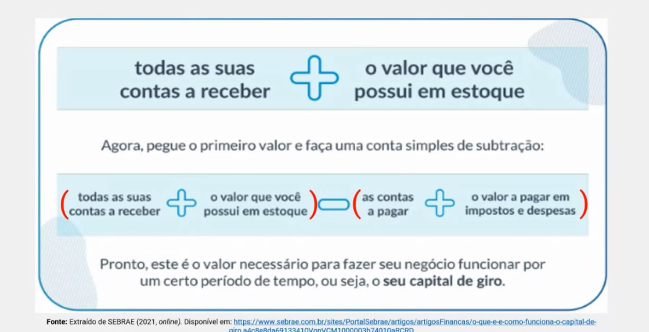 todas as suas
contas a receber
o valor que você
possui em estoque
Agora, pegue o primeiro valor e faça uma conta simples de subtração:
(todas as suas
contas a receber
o valor que você
possui em estoque)
(as contas
a pagar
o valor a pagar em
impostos e despesas)
Pronto, este é o valor necessário para fazer seu negócio funcionar por
um certo período de tempo, ou seja, o seu capital de giro.
Fonte: Extraído de SEBRAE (2021, online). Disponível em: https://www.sebrae.com.br/sites/PortalSebrae/artigos/artigosFinancas/o-que-e-e-como-funciona-o-capital-de-